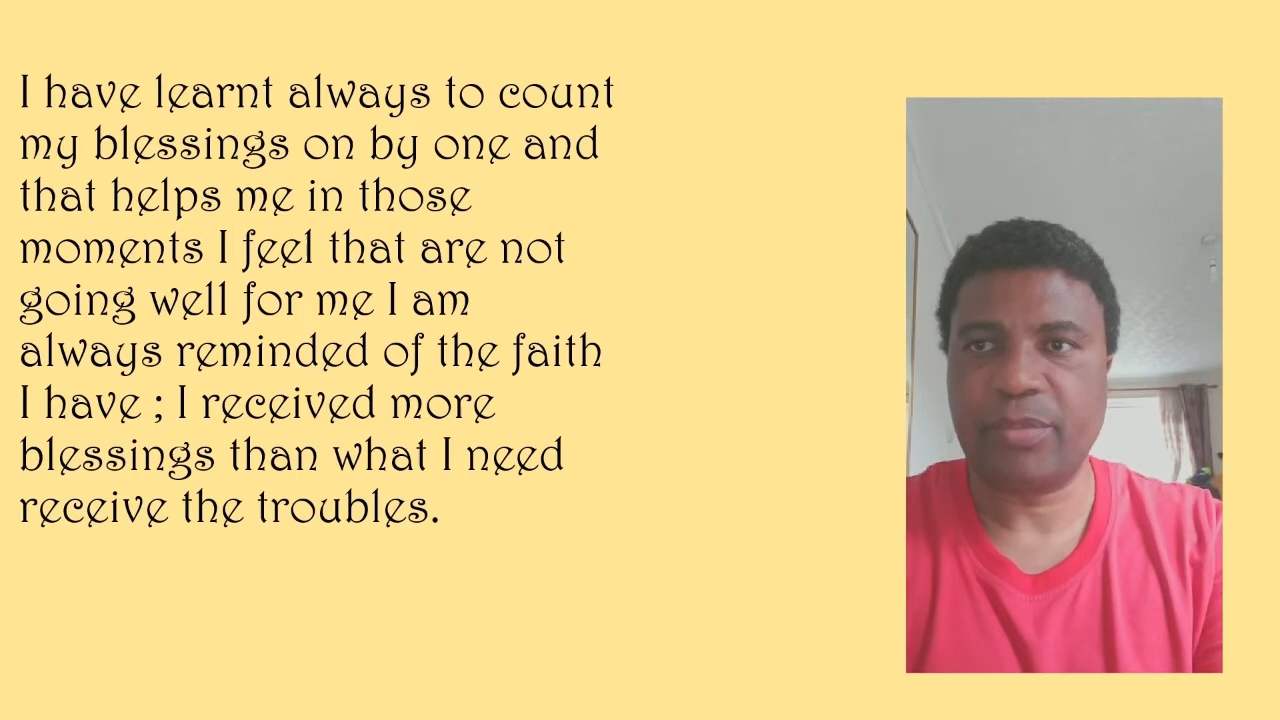 I have learnt always to count
my blessings on by one and
that helps me in those
moments I feel that are not
going well for me I am
always reminded of the faith
I have ; I received more
blessings than what I need
receive the troubles.